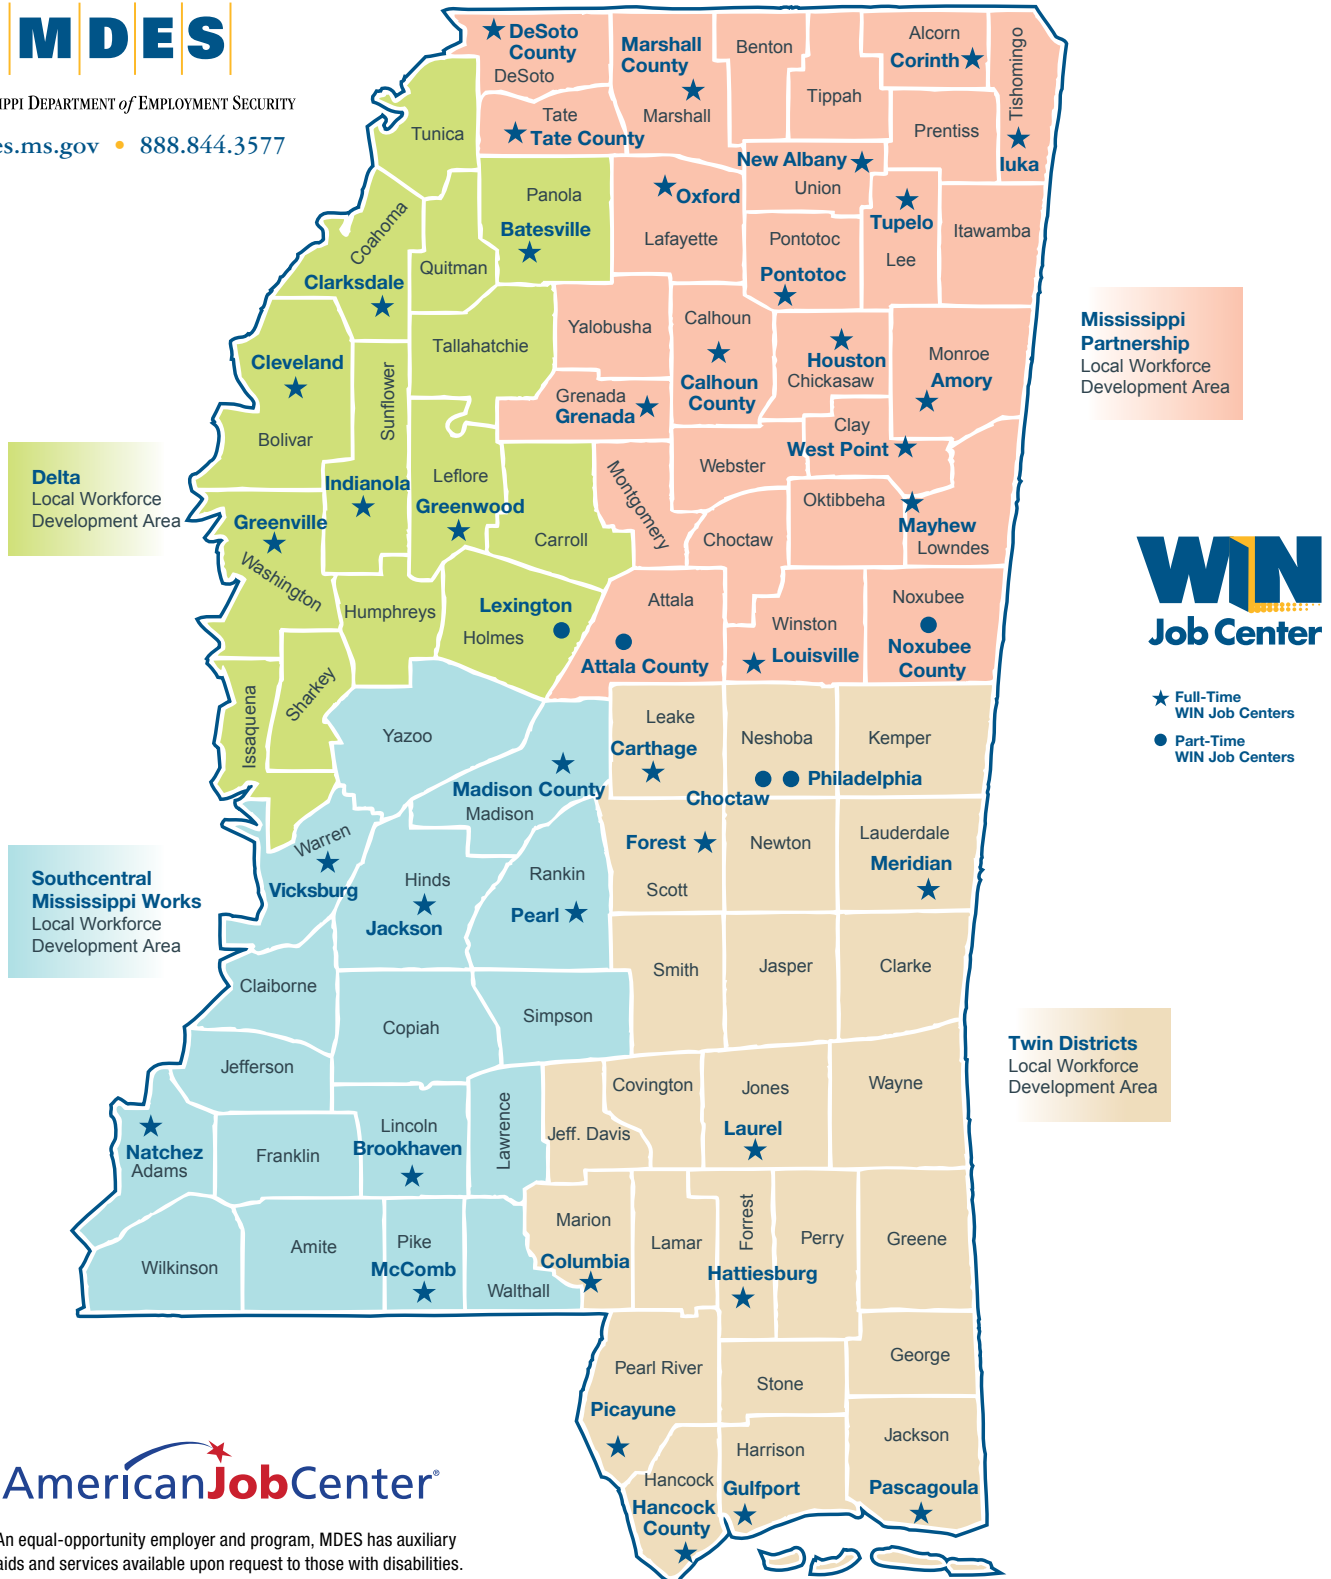 MDES
IPPI DEPARTMENT of EMPLOYMENT SECURITY
es.ms.gov • 888.844.3577
DeSoto
County
DeSoto
Marshall
County
Marshall
Benton
Tippah
Alcorn
Corinth
Tishomingo
Iuka
Prentiss
Tate
Tate County
Tunica
New Albany
Union
Panola
Batesville
Oxford
Lafayette
Tupelo
Lee
Itawamba
Pontotoc
Pontotoc
Coahoma
Clarksdale
Quitman
Tallahatchie
Yalobusha
Calhoun
Calhoun
County
Houston
Chickasaw
Monroe
Amory
Cleveland
Bolivar
Sunflower
Indianola
Grenada
Grenada
Clay
West Point
Webster
Montgomery
Choctaw
Oktibbeha
Mayhew
Lowndes
Leflore
Greenwood
Carroll
Greenville
Washington
Humphreys
Lexington
Holmes
Attala
Attala County
Winston
Louisville
Noxubee
Noxubee
County
Issaquena
Sharkey
Yazoo
Madison County
Madison
Leake
Carthage
Neshoba
Choctaw
Philadelphia
Kemper
Warren
Vicksburg
Hinds
Jackson
Rankin
Pearl
Forest
Scott
Newton
Lauderdale
Meridian
Claiborne
Copiah
Simpson
Smith
Jasper
Clarke
Jefferson
Natchez
Adams
Franklin
Lincoln
Brookhaven
Lawrence
Jeff. Davis
Covington
Jones
Laurel
Wayne
Wilkinson
Amite
Pike
McComb
Walthall
Marion
Columbia
Lamar
Forrest
Hattiesburg
Perry
Greene
Pearl River
Picayune
Stone
George
Hancock
Hancock
County
Harrison
Gulfport
Jackson
Pascagoula
Mississippi
Partnership
Local Workforce
Development Area
Delta
Local Workforce
Development Area
Southcentral
Mississippi Works
Local Workforce
Development Area
Twin Districts
Local Workforce
Development Area
WIN
Job Center
Full-Time
WIN Job Centers
Part-Time
WIN Job Centers
AmericanJobCenter®
An equal-opportunity employer and program, MDES has auxiliary
aids and services available upon request to those with disabilities.